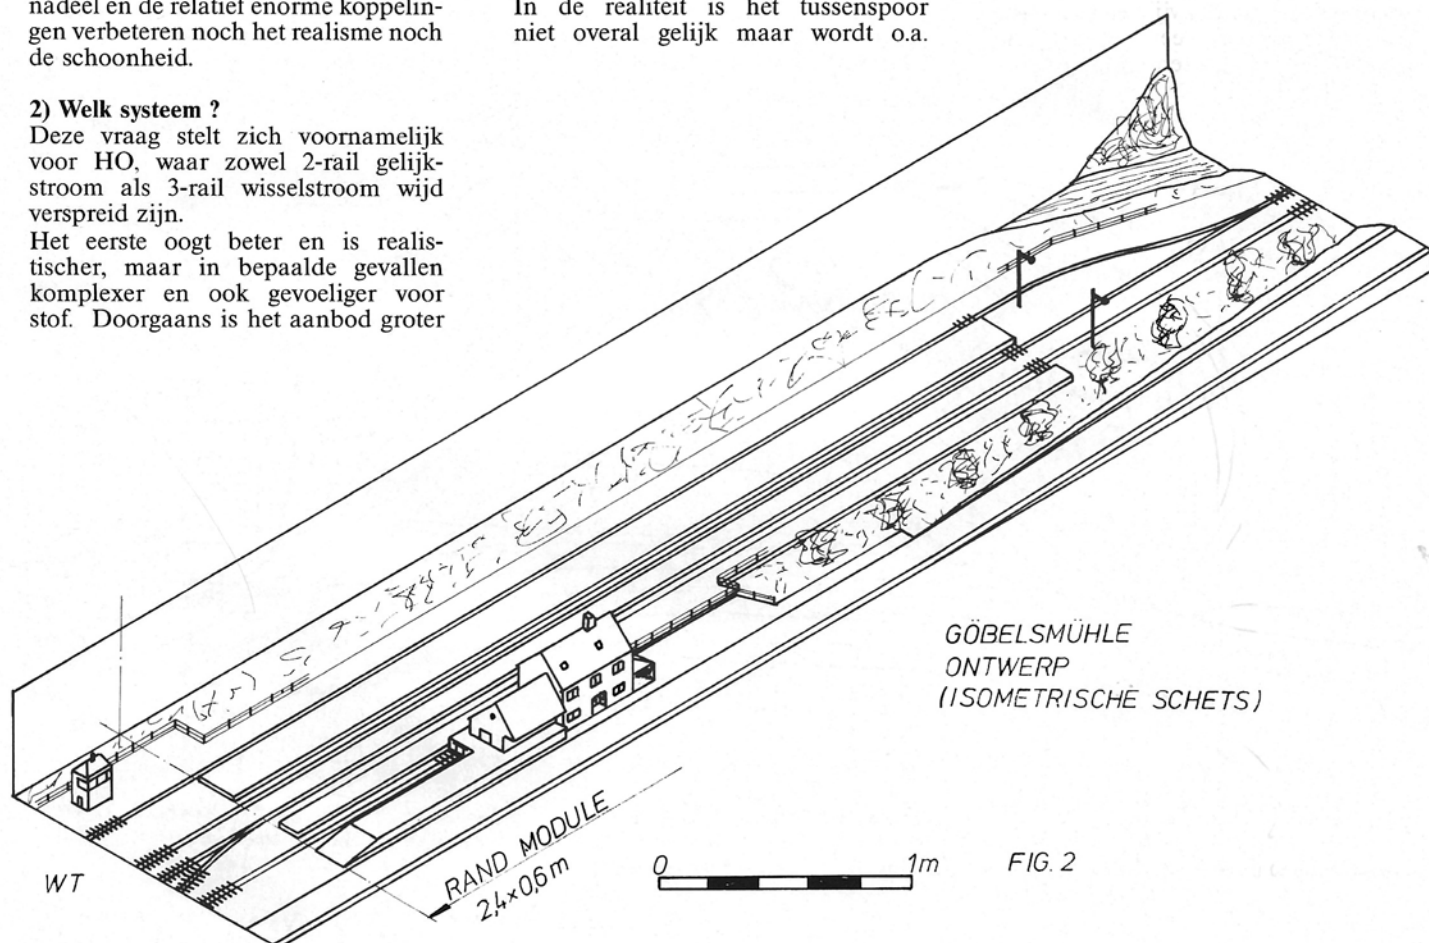 nadeel en de relatief enorme koppelin-
gen verbeteren noch het realisme noch
de schoonheid.
2) Welk systeem ?
Deze vraag stelt zich voornamelijk
voor HO, waar zowel 2-rail gelijk-
stroom als 3-rail wisselstroom wijd
verspreid zijn.
Het eerste oogt beter en is realis-
tischer, maar in bepaalde gevallen
komplexer en ook gevoeliger voor
stof. Doorgaans is het aanbod groter
In de realiteit is het tussenspoor
niet overal gelijk maar wordt o.a.
GÖBELSMÜHLE
ONTWERP
(ISOMETRISCHE SCHETS)
RAND MODULE
2,4×0,6m
0 1m
FIG. 2
WT